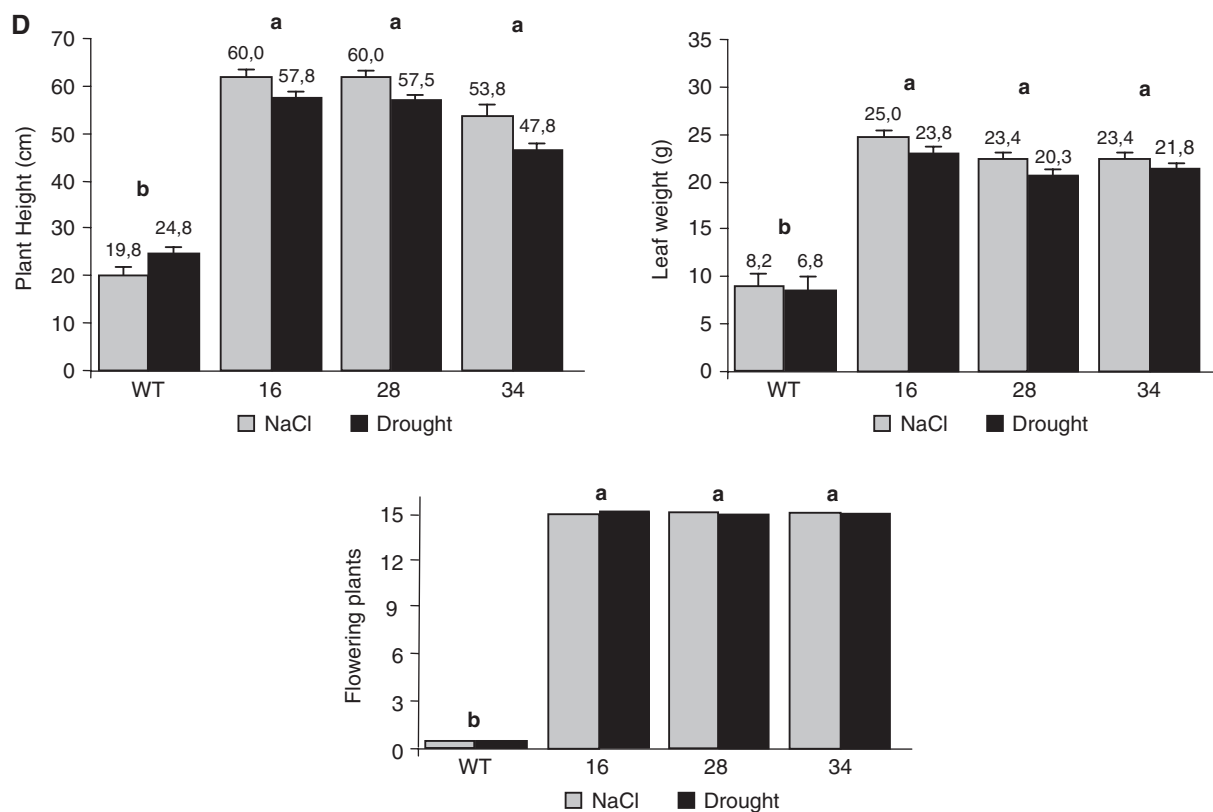 D
Plant Height (cm)
70
60
50
40
30
20
10
0
b
a
a
a
19,8
24,8
60,0
57,8
60,0
57,5
53,8
47,8
WT
16
28
34
NaCl
Drought
Leaf weight (g)
35
30
25
20
15
10
5
0
b
a
a
a
8,2
6,8
25,0
23,8
23,4
20,3
23,4
21,8
WT
16
28
34
NaCl
Drought
Flowering plants
15
12
9
6
3
0
b
a
a
a
WT
16
28
34
NaCl
Drought